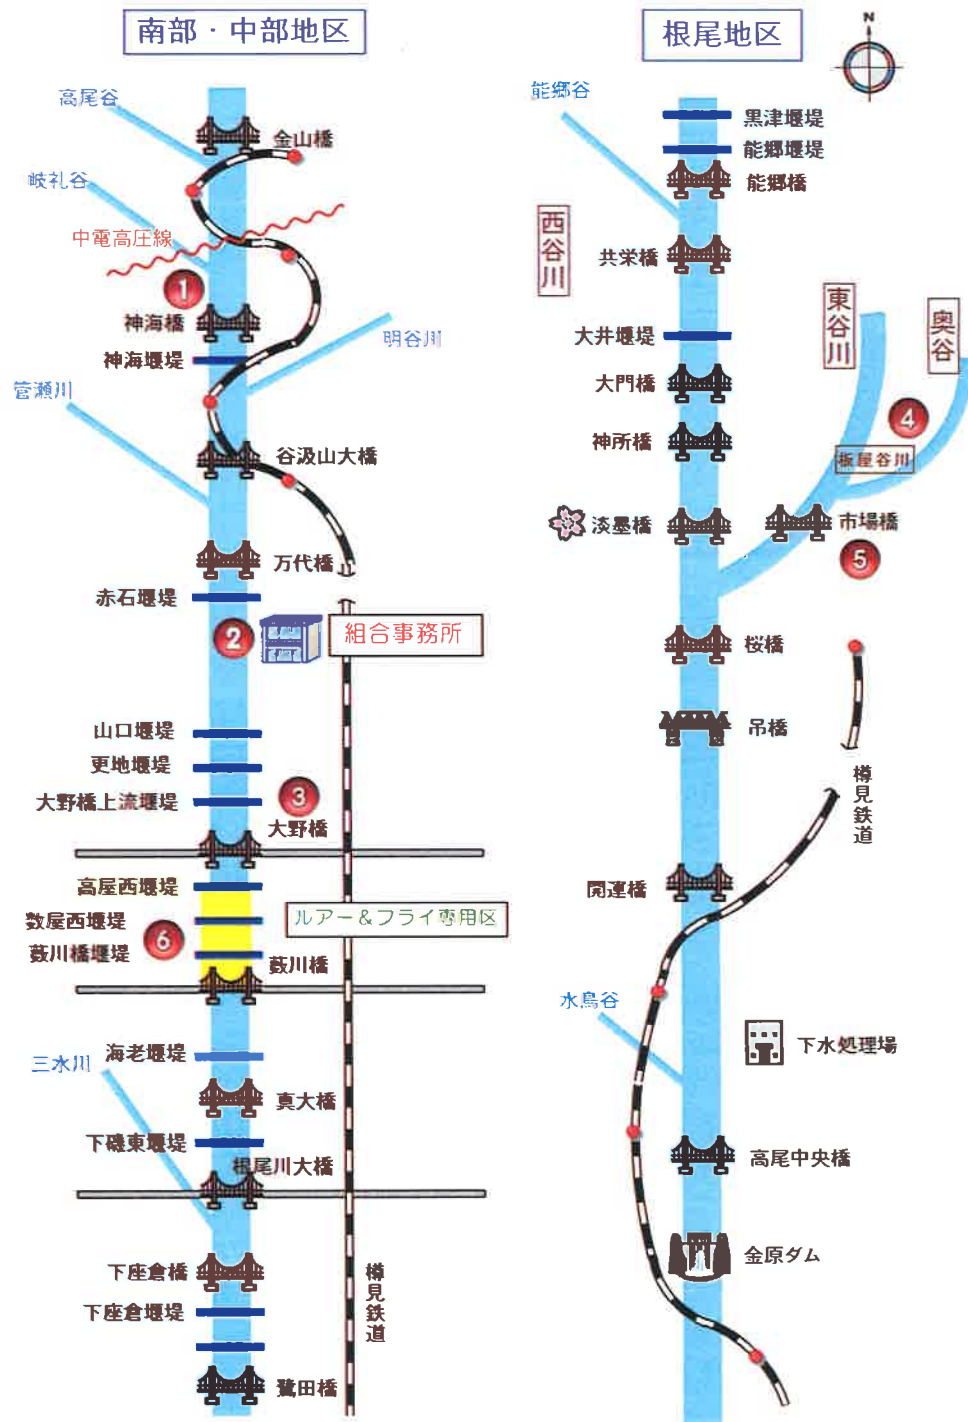 南部・中部地区
高尾谷
金山橋
岐礼谷
中電高圧線
1
神海橋
神海堰堤
明谷川
管瀬川
谷汲山大橋
万代橋
赤石堰堤
2
組合事務所
山口堰堤
更地堰堤
大野橋上流堰堤
3
大野橋
高屋西堰堤
数屋西堰堤
ルアー＆フライ専用区
6
薮川橋堰堤
薮川橋
海老堰堤
三水川
真大橋
下磯東堰堤
根尾川大橋
下座倉橋
樽見鉄道
下座倉堰堤
鷺田橋
根尾地区
N
能郷谷
黒津堰堤
能郷堰堤
能郷橋
西谷川
共栄橋
東谷川
奥谷
大井堰堤
大門橋
4
神所橋
板屋谷川
淡墨橋
市場橋
5
桜橋
吊橋
樽見鉄道
開運橋
水鳥谷
下水処理場
高尾中央橋
金原ダム